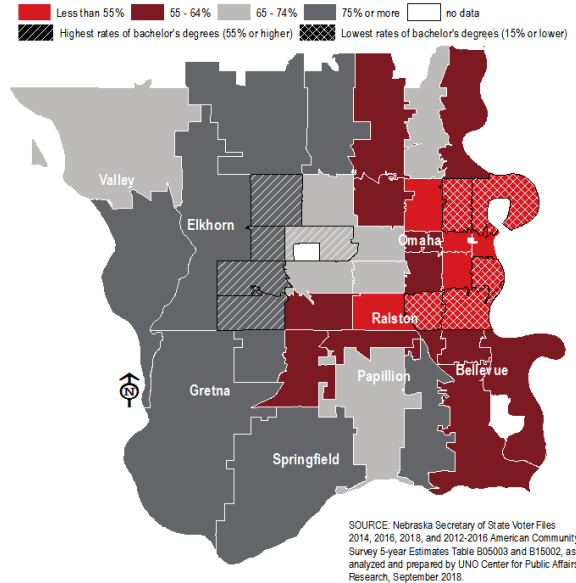 Less than 55% 55 - 64% 65 - 74% 75% or more no data
Highest rates of bachelor's degrees (55% or higher) Lowest rates of bachelor's degrees (15% or lower)
Valley
Elkhorn
Omaha
Ralston
Papillion
Bellevue
Gretna
N
Springfield
SOURCE: Nebraska Secretary of State Voter Files
2014, 2016, 2018, and 2012-2016 American Community
Survey 5-year Estimates Table B05003 and B15002, as
analyzed and prepared by UNO Center for Public Affairs
Research, September 2018.